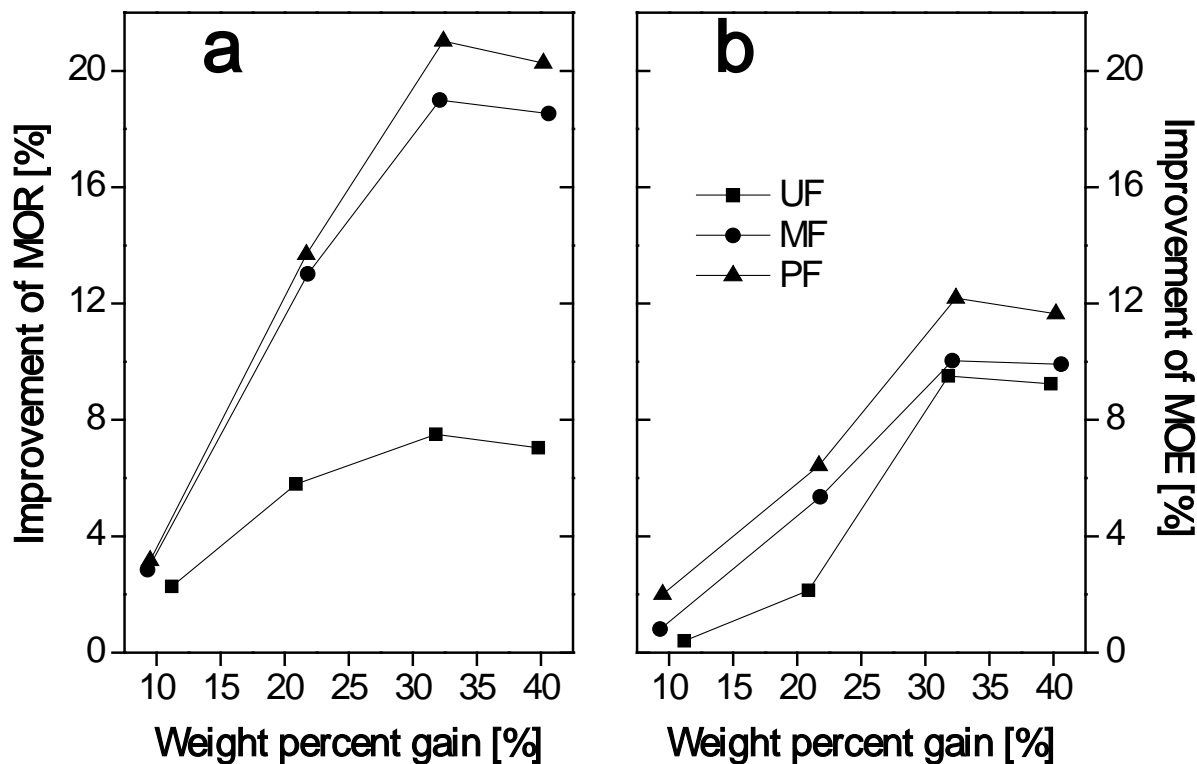 a
Improvement of MOR [%]
20
16
12
8
4
0
10 15 20 25 30 35 40
Weight percent gain [%]
b
UF
MF
PF
20
16
12
8
4
0
Improvement of MOE [%]
10 15 20 25 30 35 40
Weight percent gain [%]